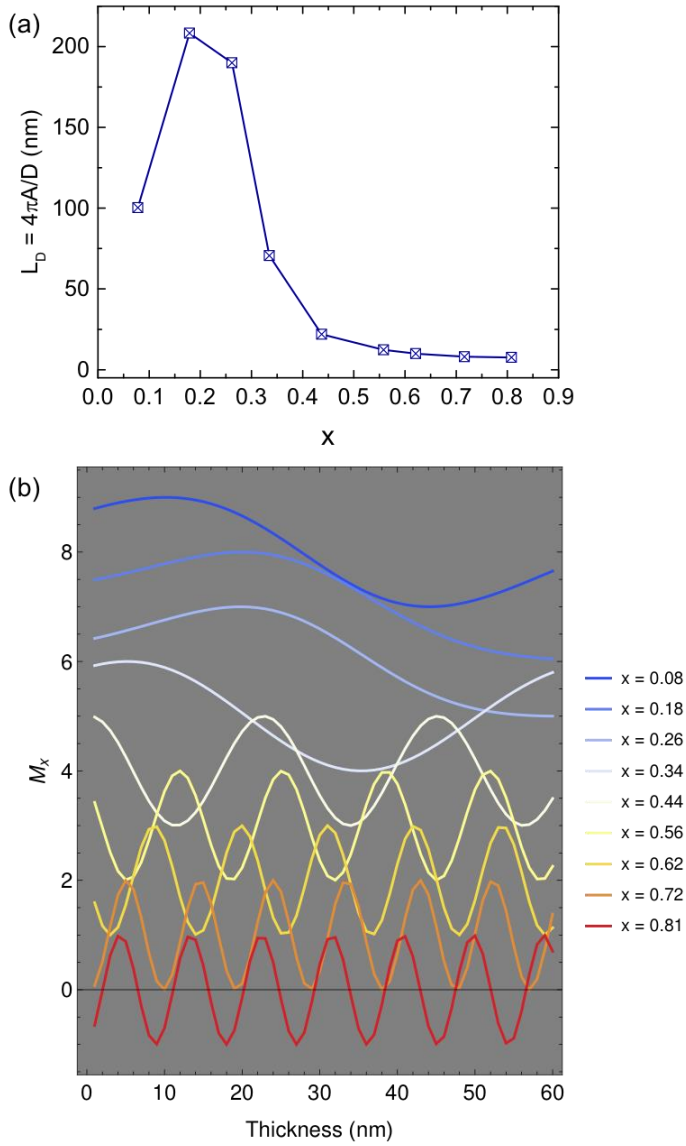 (a)
200
150
100
50
0
L_D = 4πA/D (nm)
0.0 0.1 0.2 0.3 0.4 0.5 0.6 0.7 0.8 0.9
x
(b)
8
6
4
2
0
M_x
0 10 20 30 40 50 60
Thickness (nm)
x = 0.08
x = 0.18
x = 0.26
x = 0.34
x = 0.44
x = 0.56
x = 0.62
x = 0.72
x = 0.81